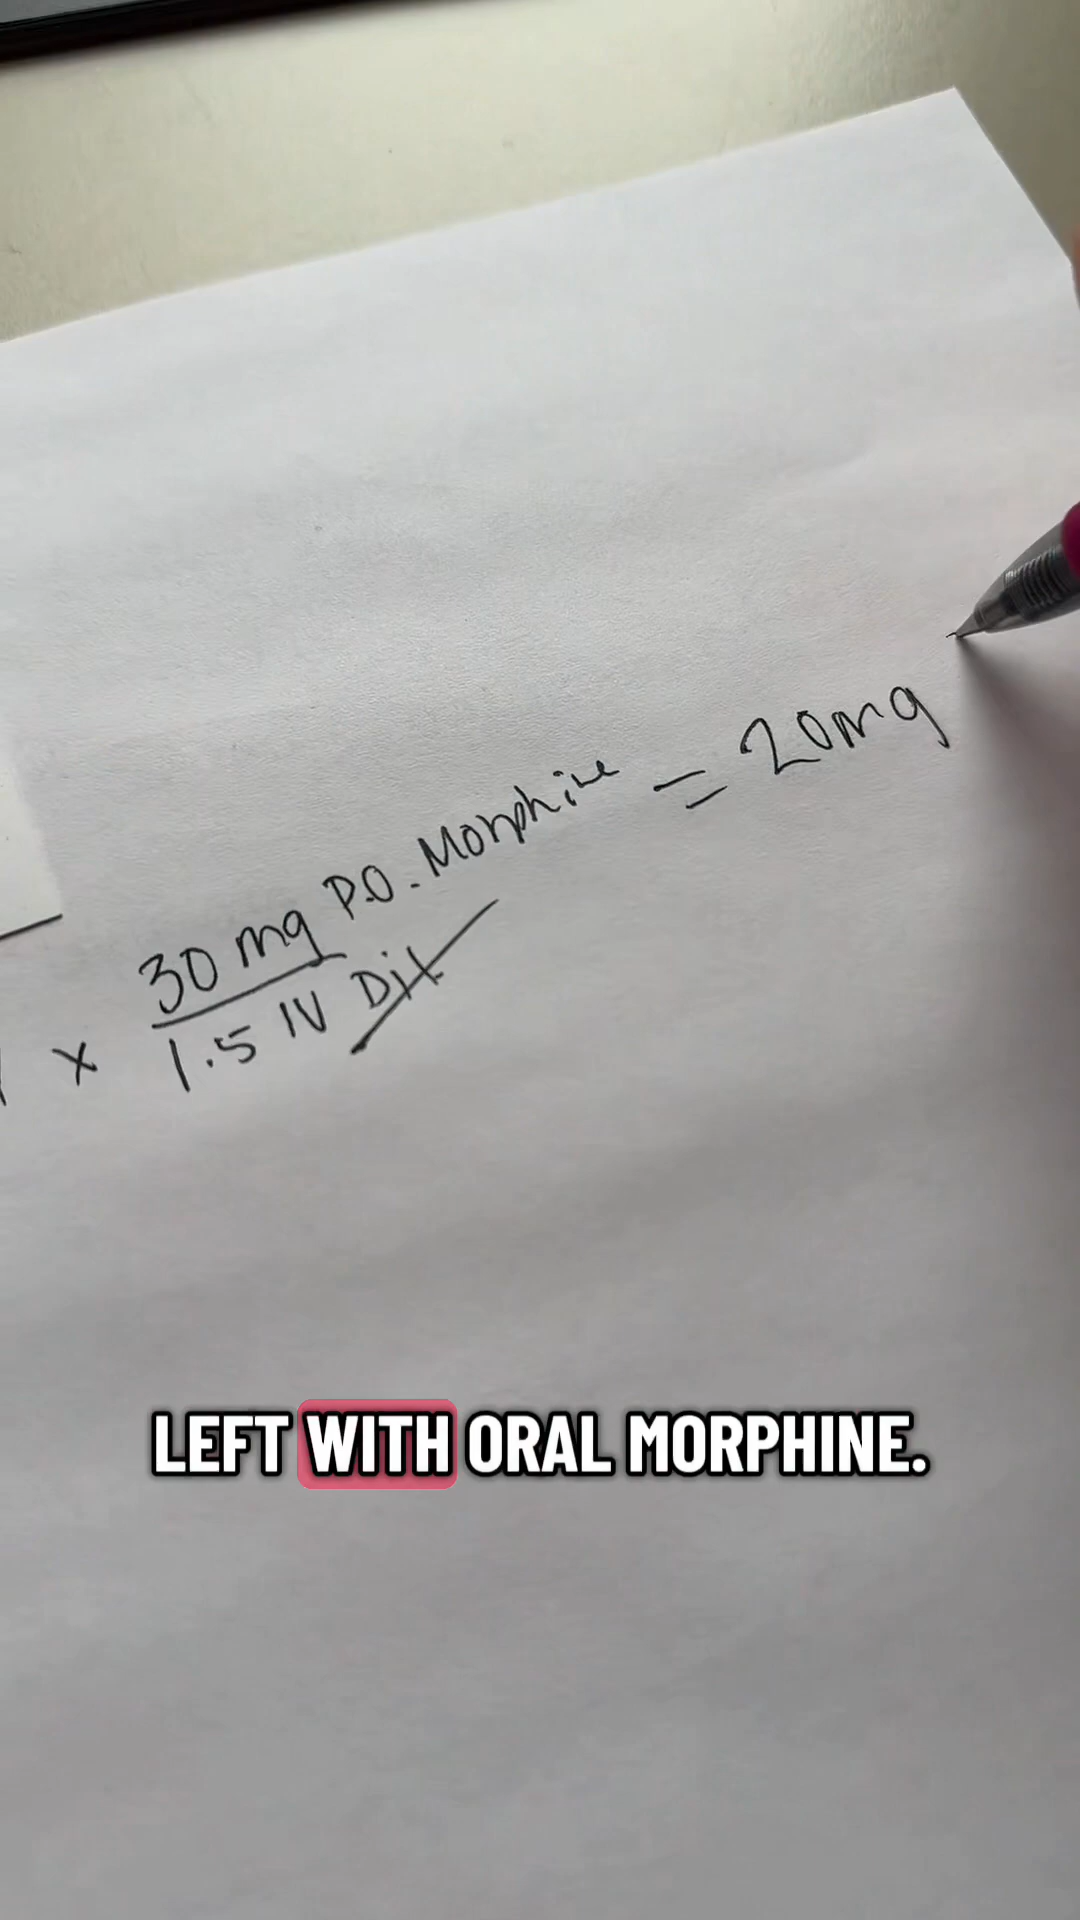 30 mg P.O. Morphine = 20mg
x
1.5 IV Dil.
LEFT WITH ORAL MORPHINE.